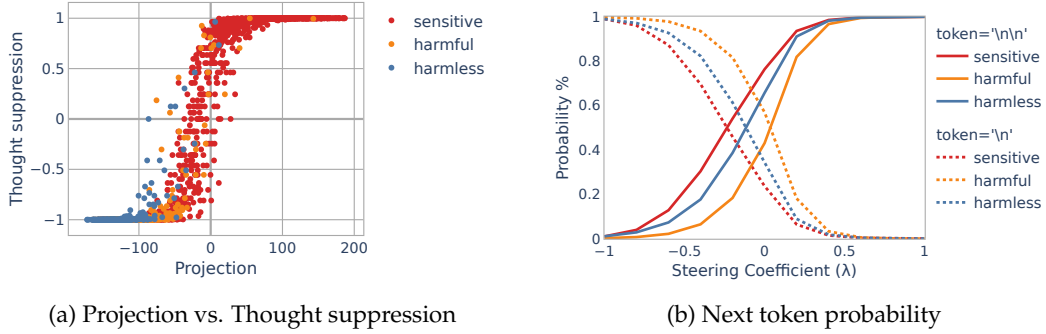 Thought suppression
1
0.5
0
−0.5
−1
−100
0
100
200
Projection
sensitive
harmful
harmless
(a) Projection vs. Thought suppression
Probability %
1
0.8
0.6
0.4
0.2
0
−1
−0.5
0
0.5
1
Steering Coefficient (λ)
token='\n\n'
sensitive
harmful
harmless
token='\n'
sensitive
harmful
harmless
(b) Next token probability